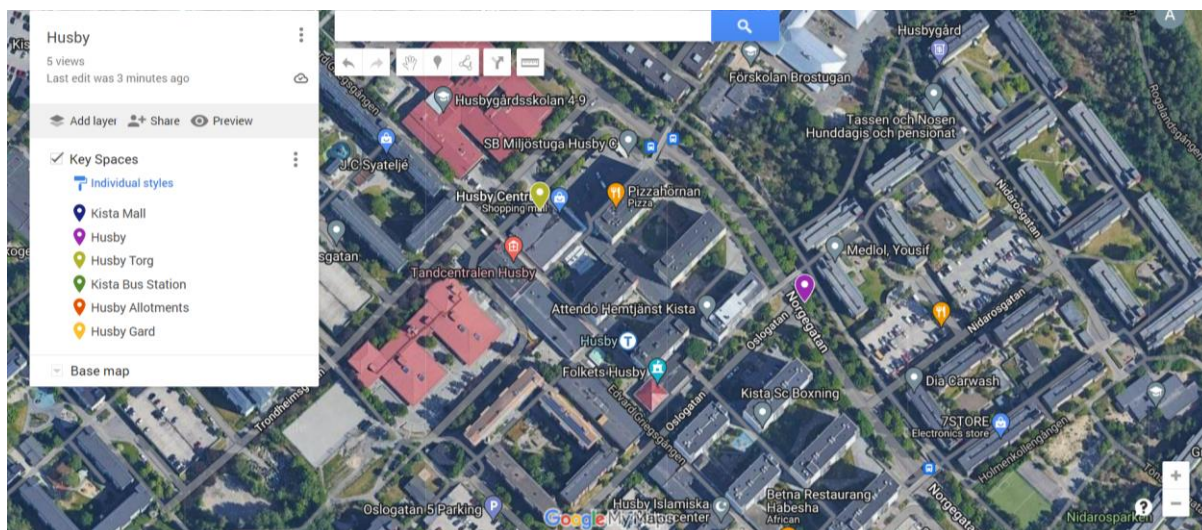 Husby
5 views
Last edit was 3 minutes ago
Add layer
Share
Preview
Key Spaces
Individual styles
Kista Mall
Husby
Husby Torg
Kista Bus Station
Husby Allotments
Husby Gard
Base map
A
Husbygård
Förskolan Brostugan
Husbygårdsskolan 4-9
Tassen och Nosen
Hunddagis och pensionat
SB Miljöstuga Husby C
J.C Syateljé
Husby Centr
Shopping mall
Pizzahörnan
Pizza
Rogalandsgången
Nidarosgatan
Medlol, Yousif
sgatan
Tandcentralen Husby
Attendo Hemtjänst Kista
Norgegatan
Nidarosgatan
Oslogatan
Husby
T
Folkets Husby
Dia Carwash
Kista Sc Boxning
Oslogatan
Edvard Griegsgången
7STORE
Electronics store
Holmenkollengången
Oslogatan 5 Parking
P
Husby Islamiska
center
Betna Restaurang
Habesha
African
Norgegatan
Nidarosparken
Google My Maps